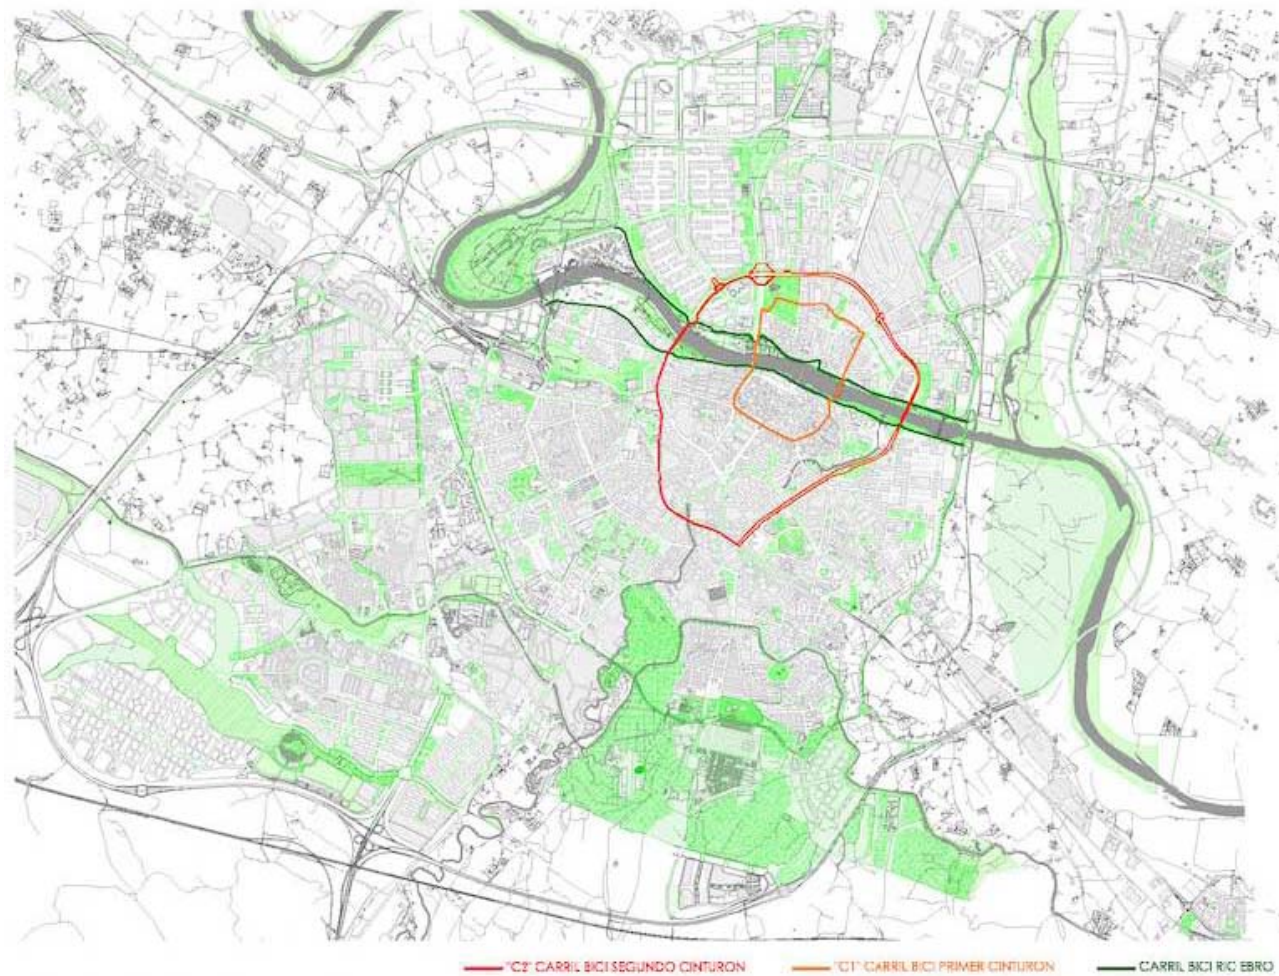 "C2" CARRIL BICI SEGUNDO CINTURON
"C1" CARRIL BICI PRIMER CINTURON
CARRIL BICI RIO EBRO